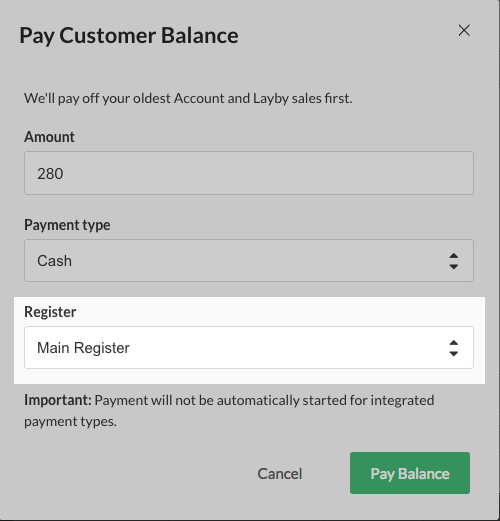 Pay Customer Balance
We'll pay off your oldest Account and Layby sales first.
Amount
280
Payment type
Cash
Register
Main Register
Important: Payment will not be automatically started for integrated
payment types.
Cancel
Pay Balance